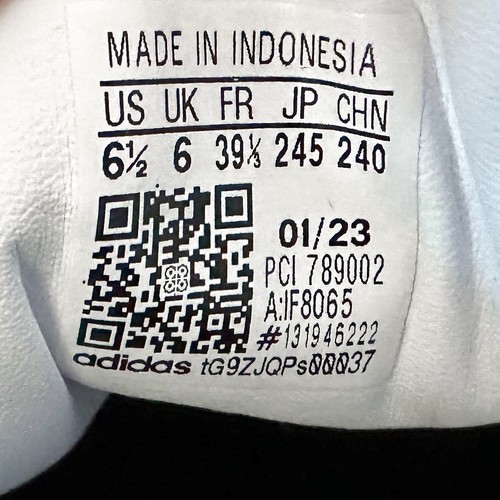 MADE IN INDONESIA
US UK FR JP CHN
6½ 6 39⅓ 245 240
01/23
PCI 789002
A:IF8065
#131946222
adidas tG9ZJQPs00037